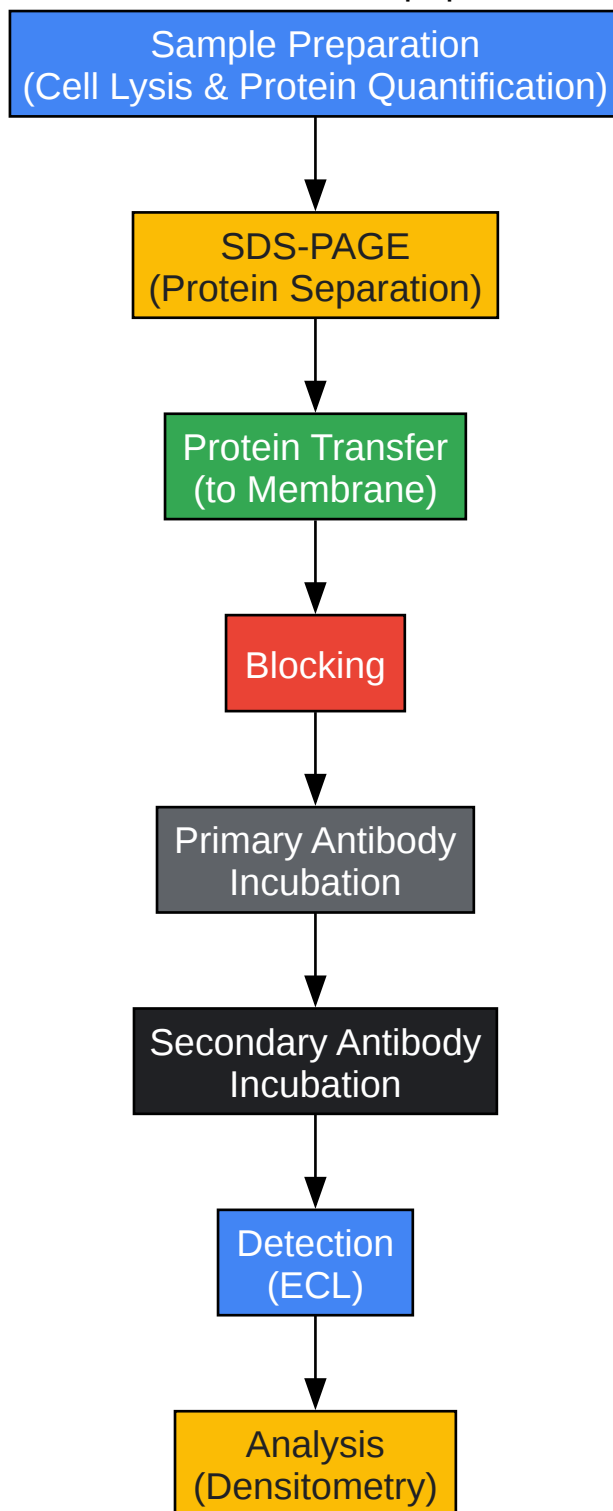 Sample Preparation
(Cell Lysis & Protein Quantification)
SDS-PAGE
(Protein Separation)
Protein Transfer
(to Membrane)
Blocking
Primary Antibody
Incubation
Secondary Antibody
Incubation
Detection
(ECL)
Analysis
(Densitometry)